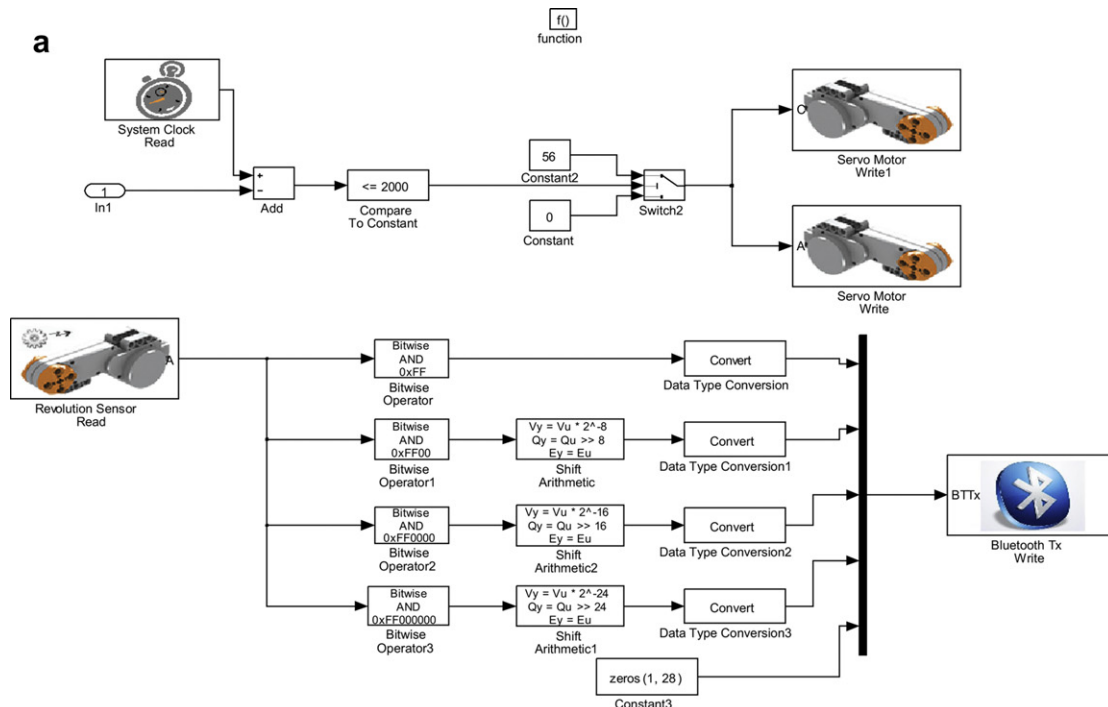 a
f()
function
System Clock
Read
1
In1
+
−
Add
<= 2000
Compare
To Constant
56
Constant2
0
Constant
Switch2
C
Servo Motor
Write1
A
Servo Motor
Write
A
Revolution Sensor
Read
Bitwise
AND
0xFF
Bitwise
Operator
Convert
Data Type Conversion
Bitwise
AND
0xFF00
Bitwise
Operator1
Vy = Vu * 2^-8
Qy = Qu >> 8
Ey = Eu
Shift
Arithmetic
Convert
Data Type Conversion1
Bitwise
AND
0xFF0000
Bitwise
Operator2
Vy = Vu * 2^-16
Qy = Qu >> 16
Ey = Eu
Shift
Arithmetic2
Convert
Data Type Conversion2
Bitwise
AND
0xFF000000
Bitwise
Operator3
Vy = Vu * 2^-24
Qy = Qu >> 24
Ey = Eu
Shift
Arithmetic1
Convert
Data Type Conversion3
zeros (1, 28 )
Constant3
BTTx
Bluetooth Tx
Write